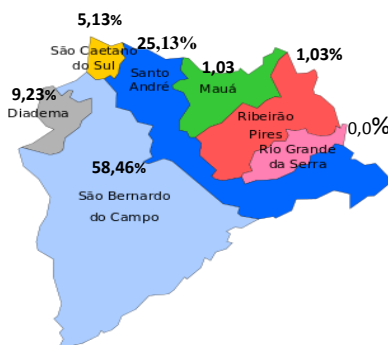 5,13%
São Caetano
do Sul
25,13%
Santo
André
1,03
Mauá
1,03%
Ribeirão
Pires
0,0%
Rio Grande
da Serra
9,23%
Diadema
58,46%
São Bernardo
do Campo